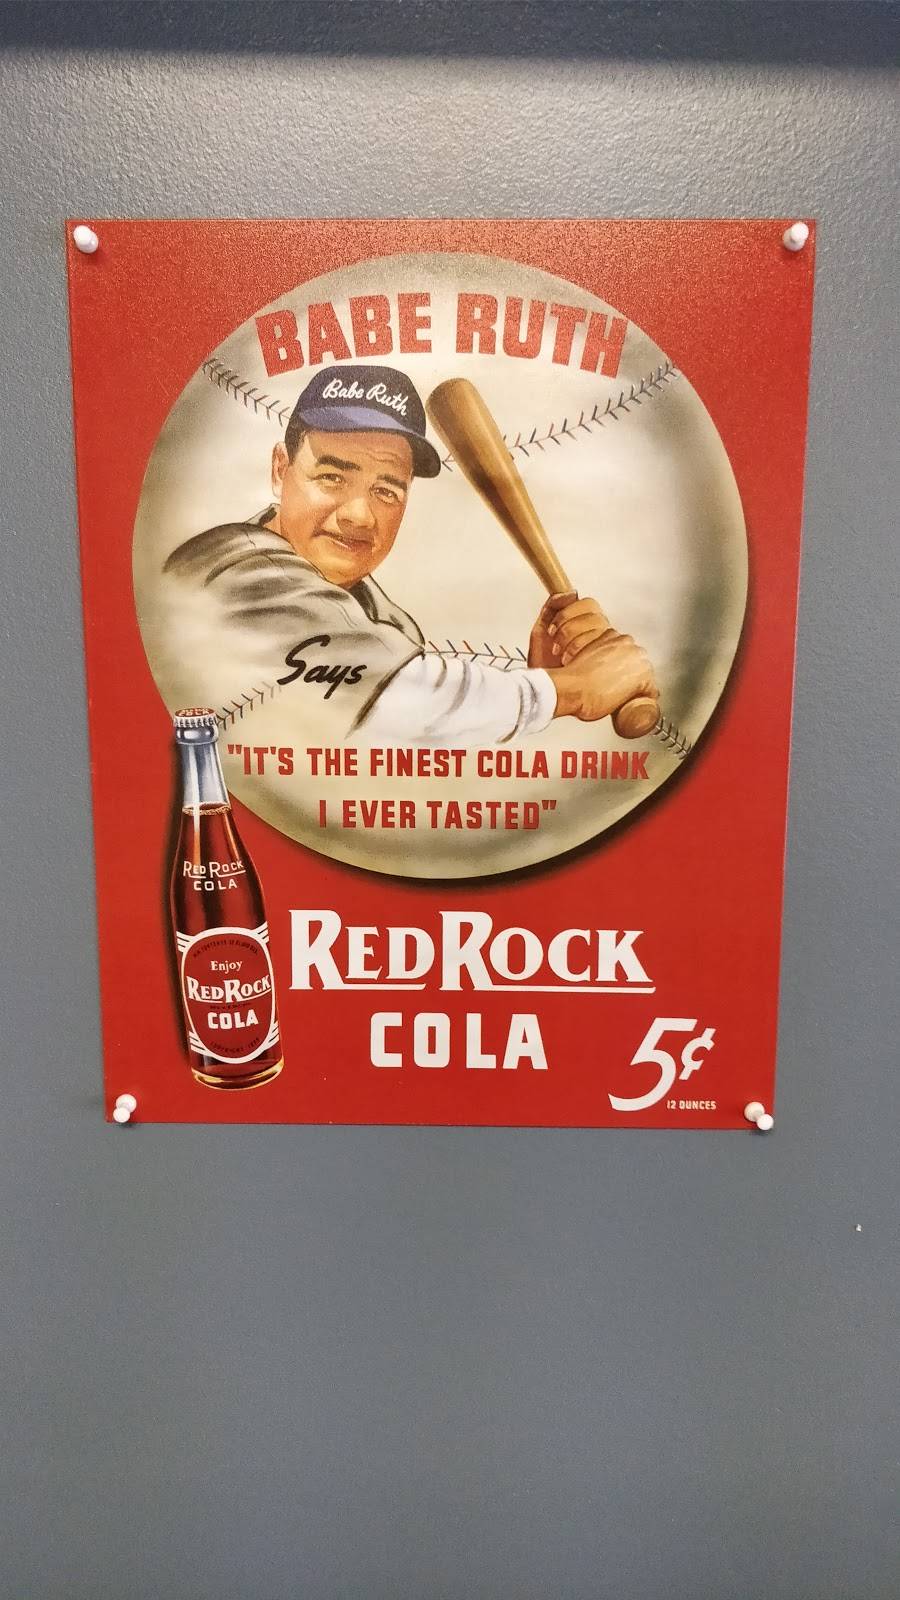 BABE RUTH
Babe Ruth
Says
"IT'S THE FINEST COLA DRINK
I EVER TASTED"
RED ROCK
COLA
Enjoy
RED ROCK
COLA
RED ROCK
COLA
5¢
12 OUNCES